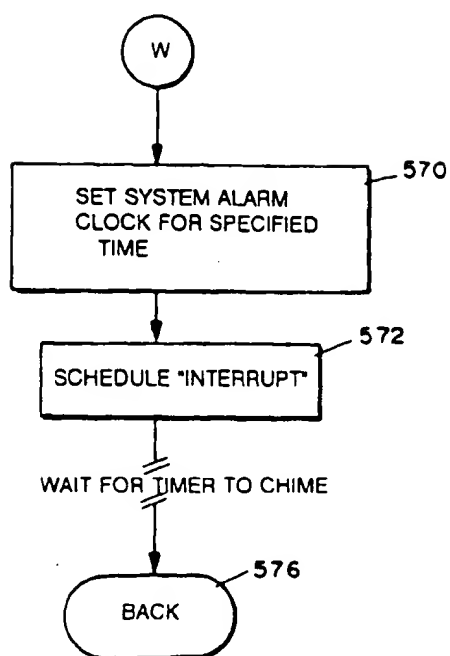 W
570
SET SYSTEM ALARM
CLOCK FOR SPECIFIED
TIME
572
SCHEDULE "INTERRUPT"
WAIT FOR TIMER TO CHIME
576
BACK